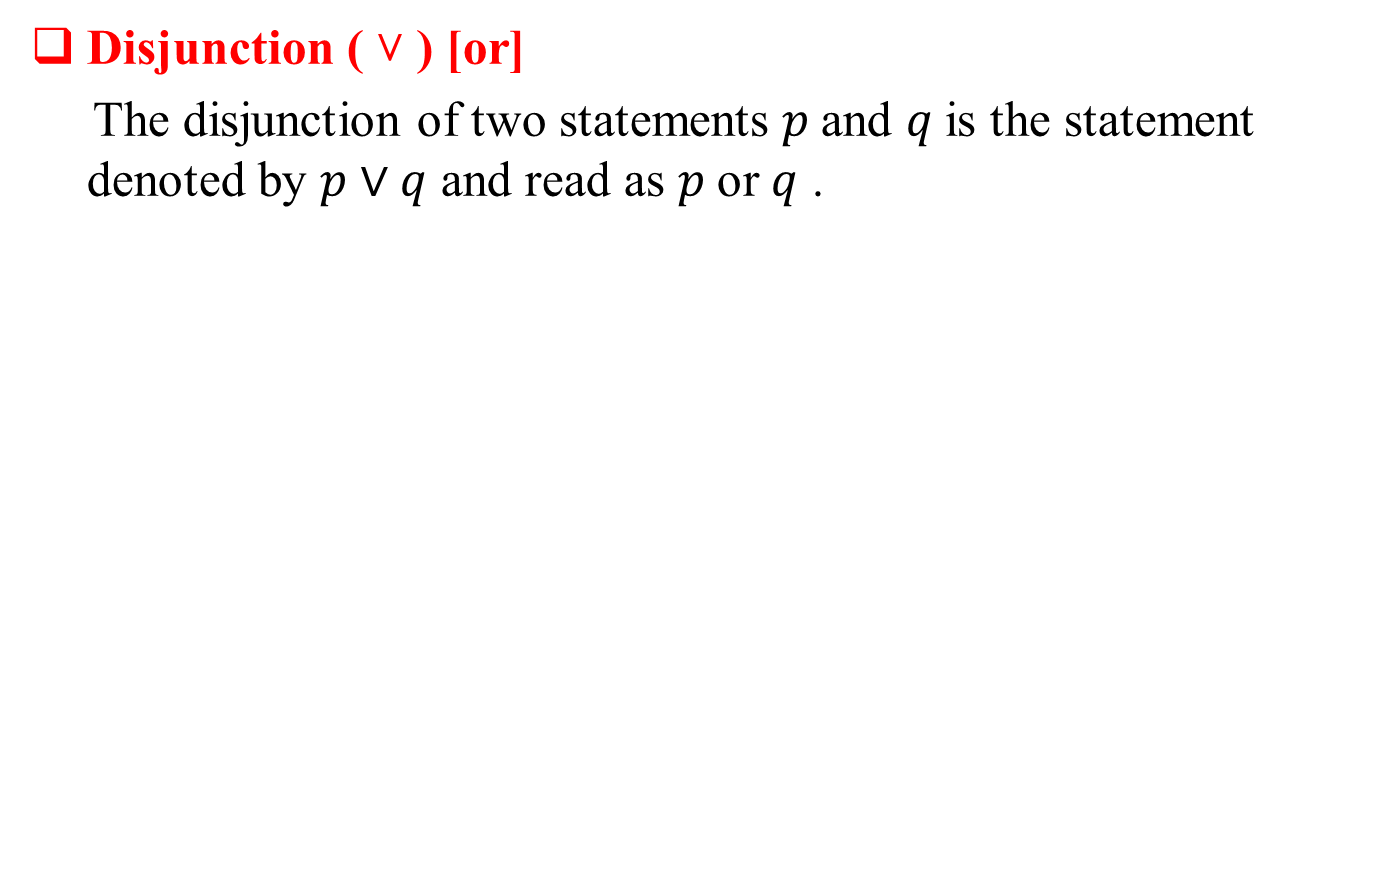 ❑ Disjunction ( ∨ ) [or]
The disjunction of two statements 𝑝 and 𝑞 is the statement
denoted by 𝑝 ∨ 𝑞 and read as 𝑝 or 𝑞 .